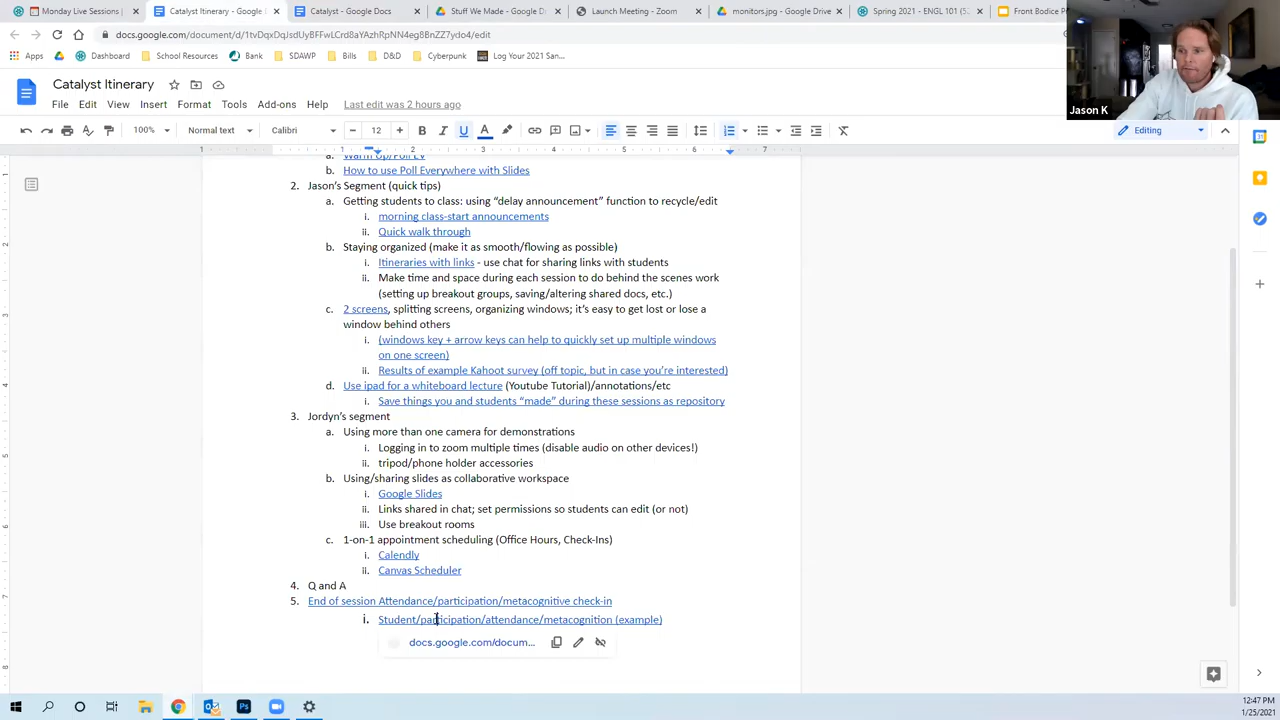 Monday Live Sessions
Catalyst Itinerary - Google
Catalyst - Google Docs
Stuff We Made - Google D
Launch Meeting - Zoom
monitors.jpg - Google Drive
Spring 2021 - ENGL 101 (53
Front Bodice P
docs.google.com/document/d/1tvDqxDqJsdUyBFFwLCrd8aYAzhRpNN4eg8BnZZ7ydo4/edit
Apps
Dashboard
School Resources
Bank
SDAWP
Bills
D&D
Cyberpunk
Log Your 2021 San...
Catalyst Itinerary
File Edit View Insert Format Tools Add-ons Help Last edit was 2 hours ago
100% Normal text Calibri 12 Editing
Jason K
a. Warm Up/Poll EV
b. How to use Poll Everywhere with Slides
2. Jason's Segment (quick tips)
a. Getting students to class: using "delay announcement" function to recycle/edit
i. morning class-start announcements
ii. Quick walk through
b. Staying organized (make it as smooth/flowing as possible)
i. Itineraries with links - use chat for sharing links with students
ii. Make time and space during each session to do behind the scenes work
(setting up breakout groups, saving/altering shared docs, etc.)
c. 2 screens, splitting screens, organizing windows; it's easy to get lost or lose a
window behind others
i. (windows key + arrow keys can help to quickly set up multiple windows
on one screen)
ii. Results of example Kahoot survey (off topic, but in case you're interested)
d. Use ipad for a whiteboard lecture (Youtube Tutorial)/annotations/etc
i. Save things you and students "made" during these sessions as repository
3. Jordyn's segment
a. Using more than one camera for demonstrations
i. Logging in to zoom multiple times (disable audio on other devices!)
ii. tripod/phone holder accessories
b. Using/sharing slides as collaborative workspace
i. Google Slides
ii. Links shared in chat; set permissions so students can edit (or not)
iii. Use breakout rooms
c. 1-on-1 appointment scheduling (Office Hours, Check-Ins)
i. Calendly
ii. Canvas Scheduler
4. Q and A
5. End of session Attendance/participation/metacognitive check-in
i. Student/participation/attendance/metacognition (example)
docs.google.com/docum...
12:47 PM
1/25/2021